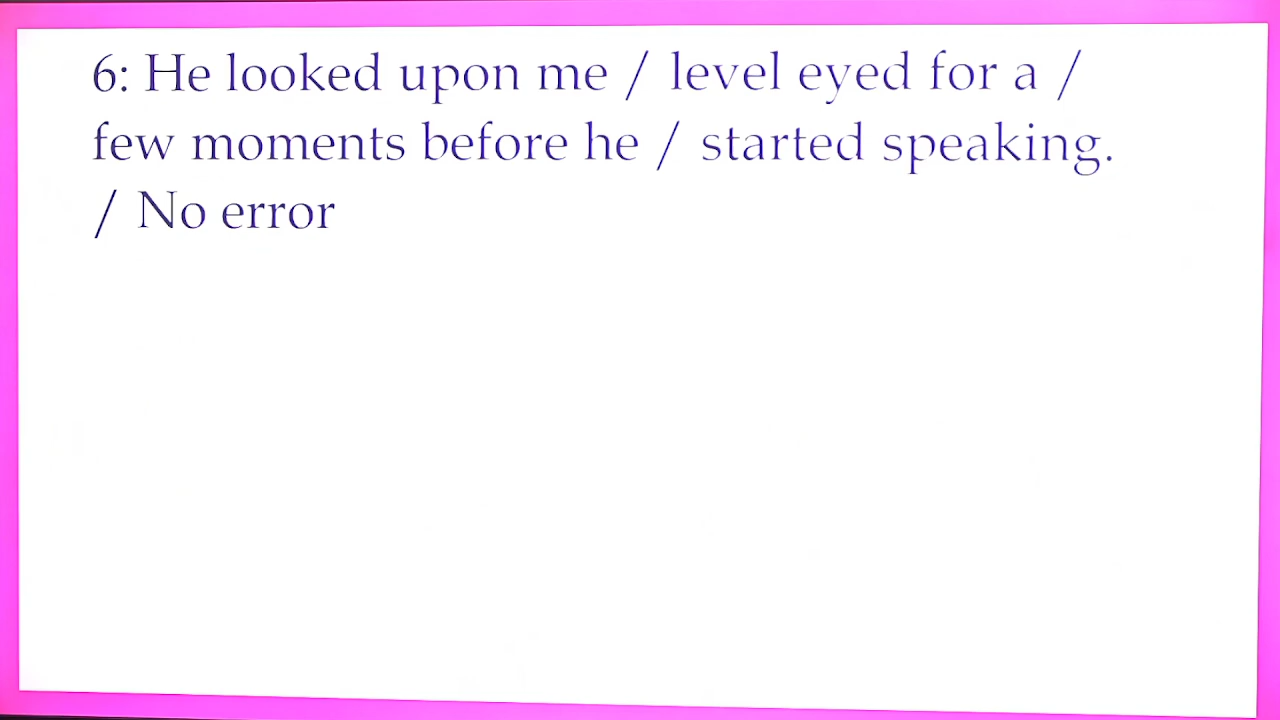 6: He looked upon me / level eyed for a /
few moments before he / started speaking.
/ No error